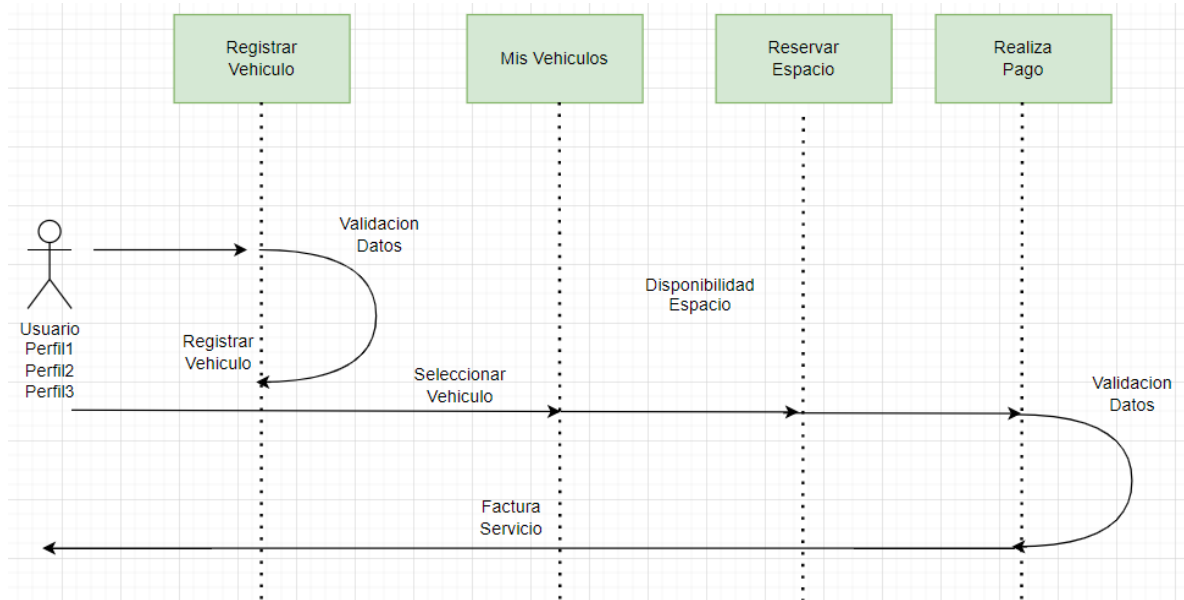 Registrar
Vehiculo
Mis Vehiculos
Reservar
Espacio
Realiza
Pago
Validacion
Datos
Disponibilidad
Espacio
Usuario
Perfil1
Perfil2
Perfil3
Registrar
Vehiculo
Seleccionar
Vehiculo
Validacion
Datos
Factura
Servicio